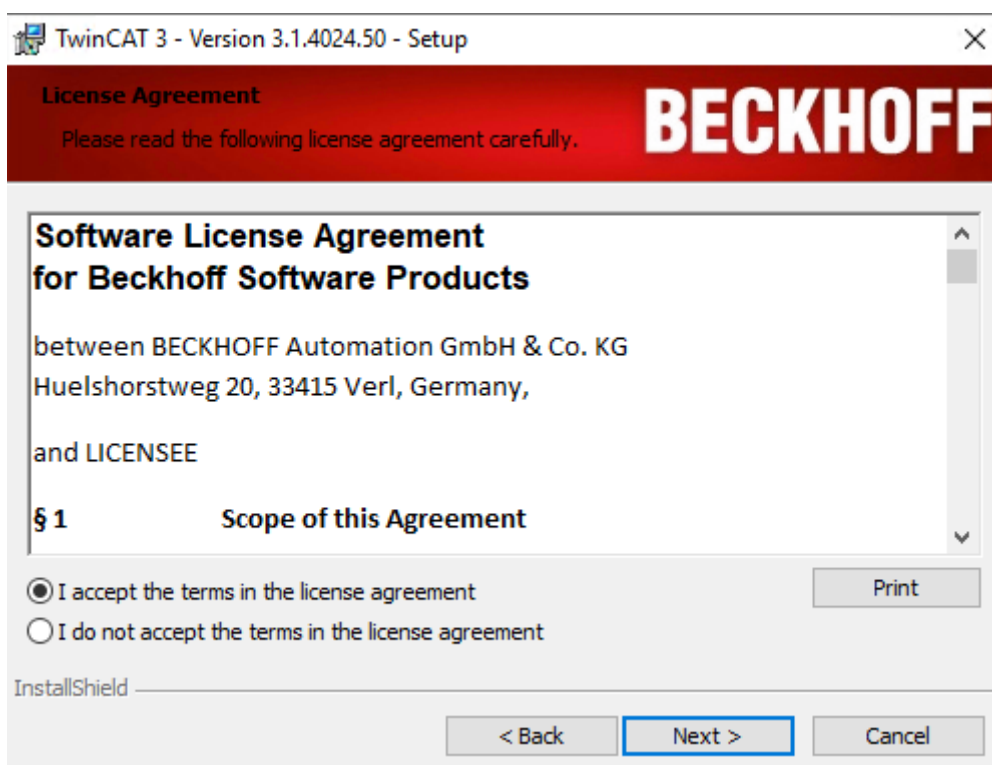 TwinCAT 3 - Version 3.1.4024.50 - Setup
License Agreement
Please read the following license agreement carefully.
BECKHOFF
Software License Agreement
for Beckhoff Software Products
between BECKHOFF Automation GmbH & Co. KG
Huelshorstweg 20, 33415 Verl, Germany,
and LICENSEE
§ 1 Scope of this Agreement
I accept the terms in the license agreement
Print
I do not accept the terms in the license agreement
InstallShield
< Back Next > Cancel